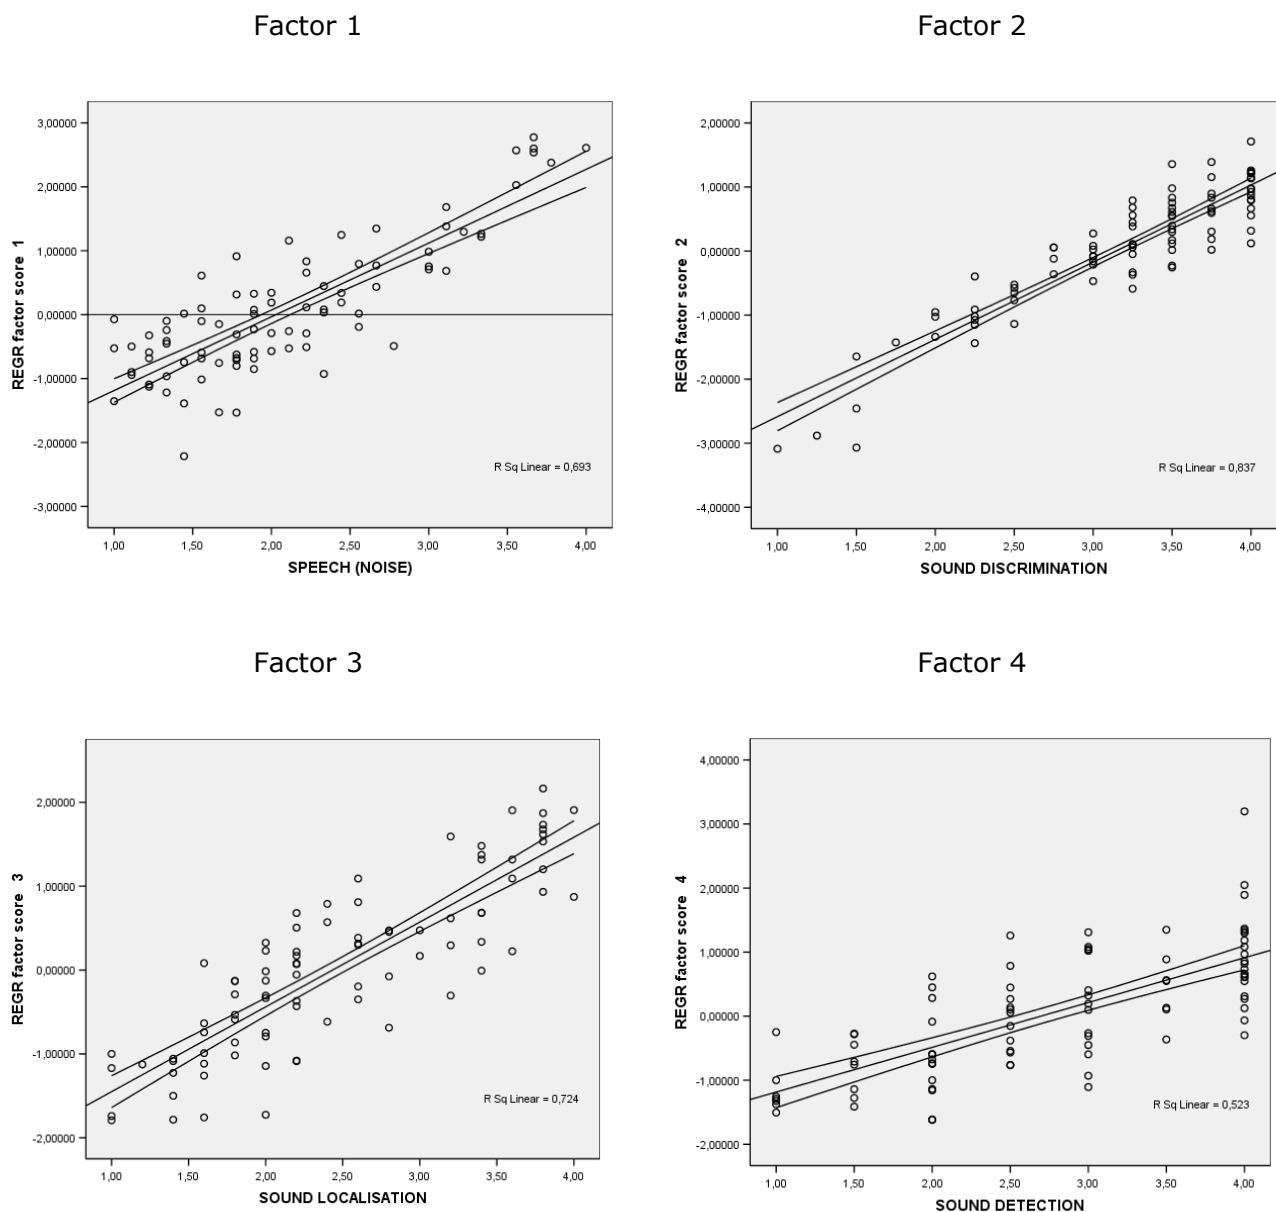 Factor 1
3,00000
2,00000
1,00000
0,00000
-1,00000
-2,00000
-3,00000
REGR factor score 1
R Sq Linear = 0,693
1,00 1,50 2,00 2,50 3,00 3,50 4,00
SPEECH (NOISE)
Factor 2
2,00000
1,00000
0,00000
-1,00000
-2,00000
-3,00000
-4,00000
REGR factor score 2
R Sq Linear = 0,837
1,00 1,50 2,00 2,50 3,00 3,50 4,00
SOUND DISCRIMINATION
Factor 3
2,00000
1,00000
0,00000
-1,00000
-2,00000
REGR factor score 3
R Sq Linear = 0,724
1,00 1,50 2,00 2,50 3,00 3,50 4,00
SOUND LOCALISATION
Factor 4
4,00000
3,00000
2,00000
1,00000
0,00000
-1,00000
-2,00000
REGR factor score 4
R Sq Linear = 0,523
1,00 1,50 2,00 2,50 3,00 3,50 4,00
SOUND DETECTION